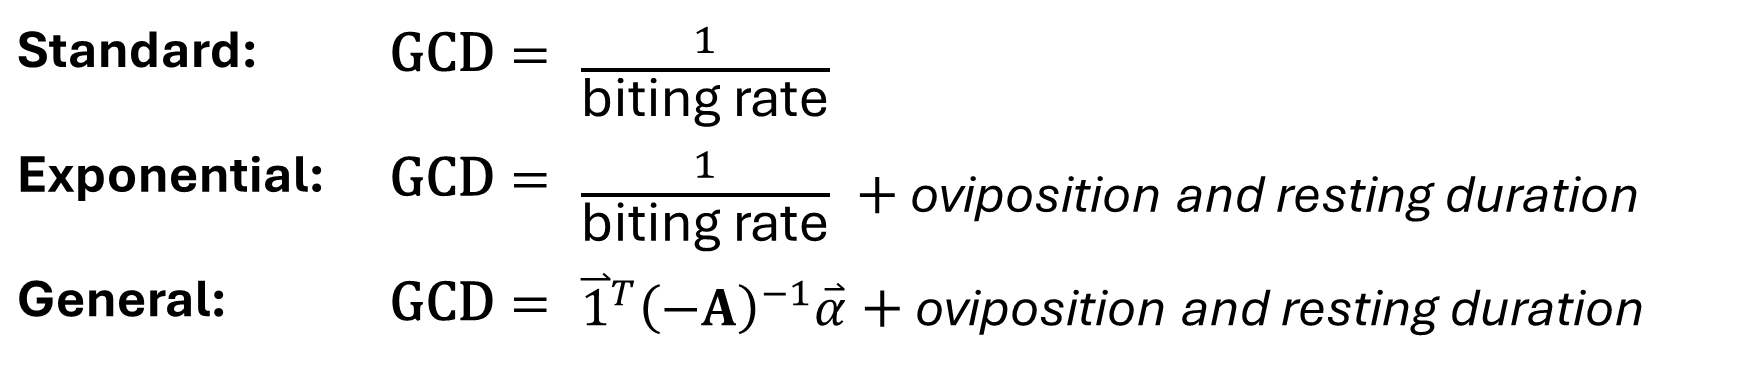 Standard: GCD = 1 / biting rate
Exponential: GCD = 1 / biting rate + oviposition and resting duration
General: GCD = 1⃗ᵀ(−A)⁻¹α⃗ + oviposition and resting duration